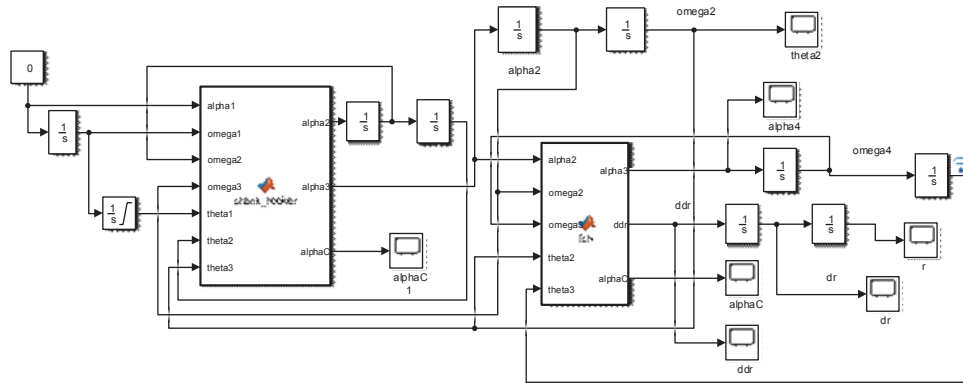 omega2
1
s
1
s
theta2
alpha2
0
alpha1
omega1
omega2
omega3
theta1
theta2
theta3
alpha2
alpha3
alphaC
1
s
1
s
1
s
1
s
alphaC
1
alpha4
omega4
alpha2
omega2
omega3
theta2
theta3
alpha3
ddr
alphaC
1
s
1
s
ddr
1
s
1
s
r
dr
alphaC
dr
ddr